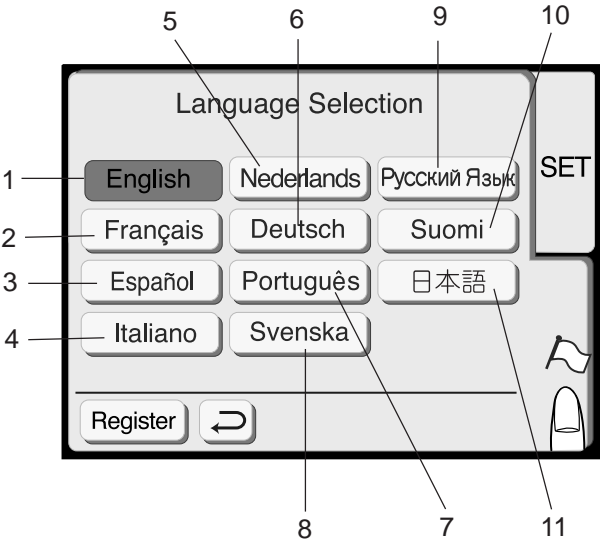 5 6 9 10
Language Selection
SET
1 English Nederlands Русский Язык
2 Français Deutsch Suomi
3 Español Português 日本語
4 Italiano Svenska
Register
8 7 11